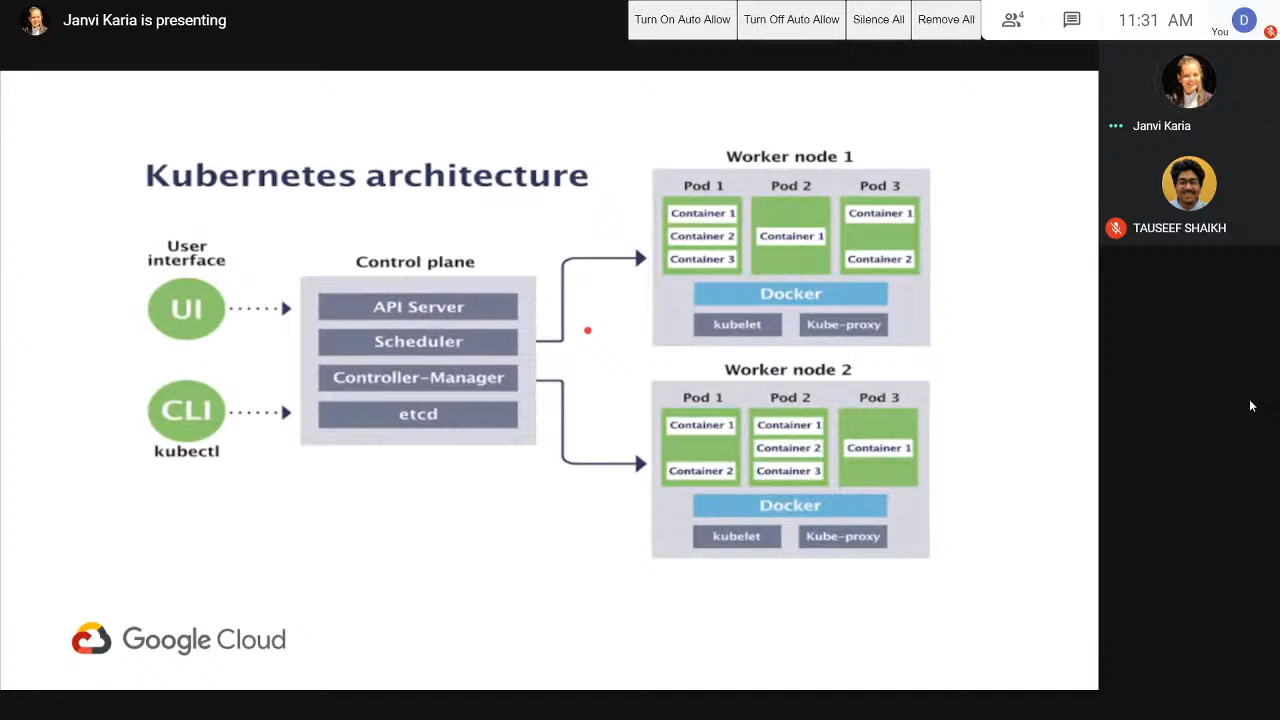 Janvi Karia is presenting
Turn On Auto Allow
Turn Off Auto Allow
Silence All
Remove All
4
11:31 AM
You
D
Janvi Karia
TAUSEEF SHAIKH
Kubernetes architecture
User
interface
UI
CLI
kubectl
Control plane
API Server
Scheduler
Controller-Manager
etcd
Worker node 1
Pod 1
Container 1
Container 2
Container 3
Pod 2
Container 1
Pod 3
Container 1
Container 2
Docker
kubelet
Kube-proxy
Worker node 2
Pod 1
Container 1
Container 2
Pod 2
Container 1
Container 2
Container 3
Pod 3
Container 1
Docker
kubelet
Kube-proxy
Google Cloud